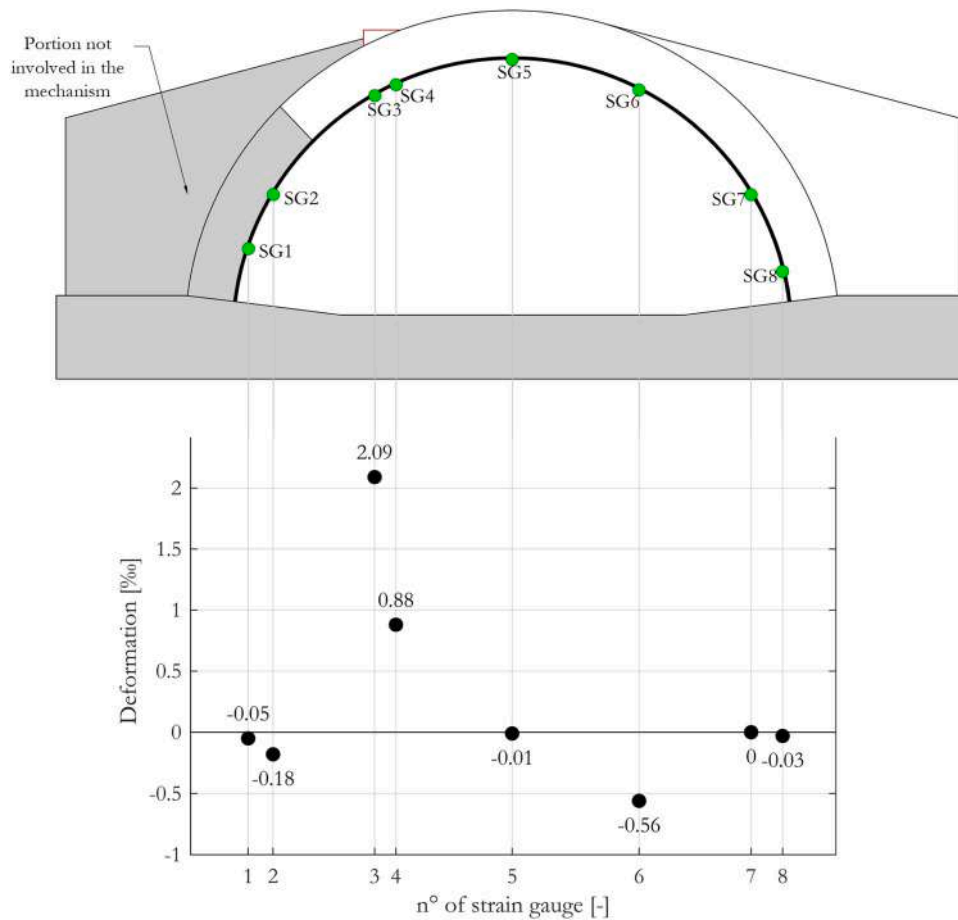 Portion not
involved in the
mechanism
SG5
SG4
SG3
SG6
SG2
SG7
SG1
SG8
2.09
2
1.5
0.88
1
0.5
-0.05
0
-0.18
-0.01
0
-0.03
-0.5
-0.56
-1
Deformation [‰]
1 2 3 4 5 6 7 8
n° of strain gauge [-]